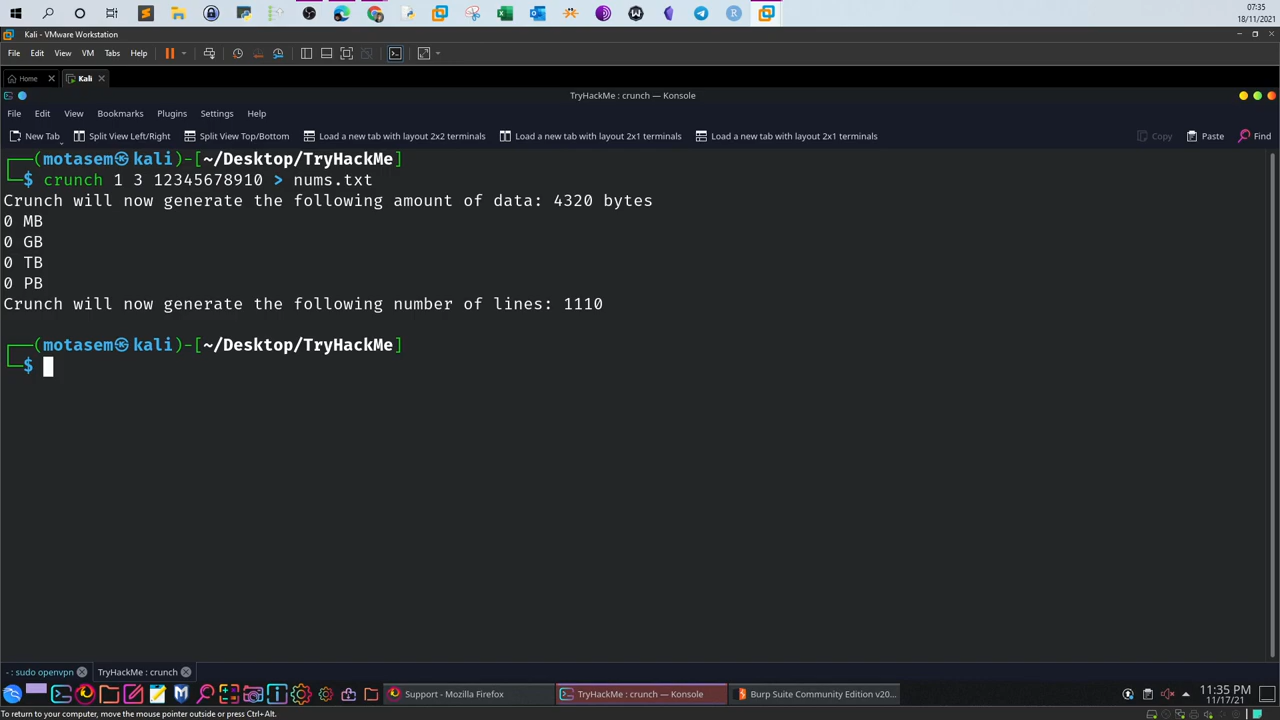 07:35
18/11/2021
Kali - VMware Workstation
File Edit View VM Tabs Help
Home Kali
TryHackMe : crunch — Konsole
File Edit View Bookmarks Plugins Settings Help
New Tab Split View Left/Right Split View Top/Bottom Load a new tab with layout 2x2 terminals Load a new tab with layout 2x1 terminals Load a new tab with layout 2x1 terminals Copy Paste Find
┌──(motasem㉿kali)-[~/Desktop/TryHackMe]
└─$ crunch 1 3 12345678910 > nums.txt
Crunch will now generate the following amount of data: 4320 bytes
0 MB
0 GB
0 TB
0 PB
Crunch will now generate the following number of lines: 1110
┌──(motasem㉿kali)-[~/Desktop/TryHackMe]
└─$
- : sudo openvpn TryHackMe : crunch
Support - Mozilla Firefox TryHackMe : crunch — Konsole Burp Suite Community Edition v20... 11:35 PM
11/17/21
To return to your computer, move the mouse pointer outside or press Ctrl+Alt.